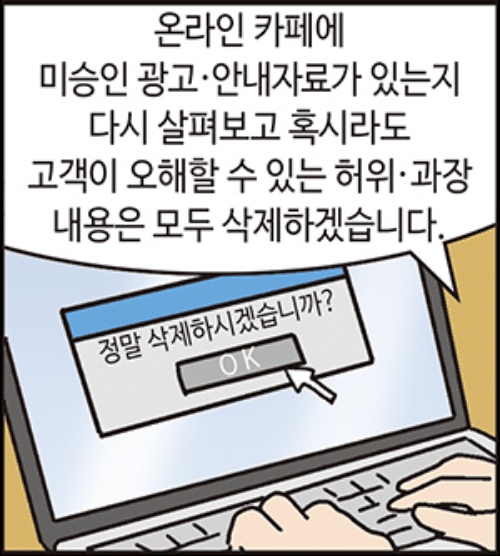 온라인 카페에
미승인 광고·안내자료가 있는지
다시 살펴보고 혹시라도
고객이 오해할 수 있는 허위·과장
내용은 모두 삭제하겠습니다.
정말 삭제하시겠습니까?
OK